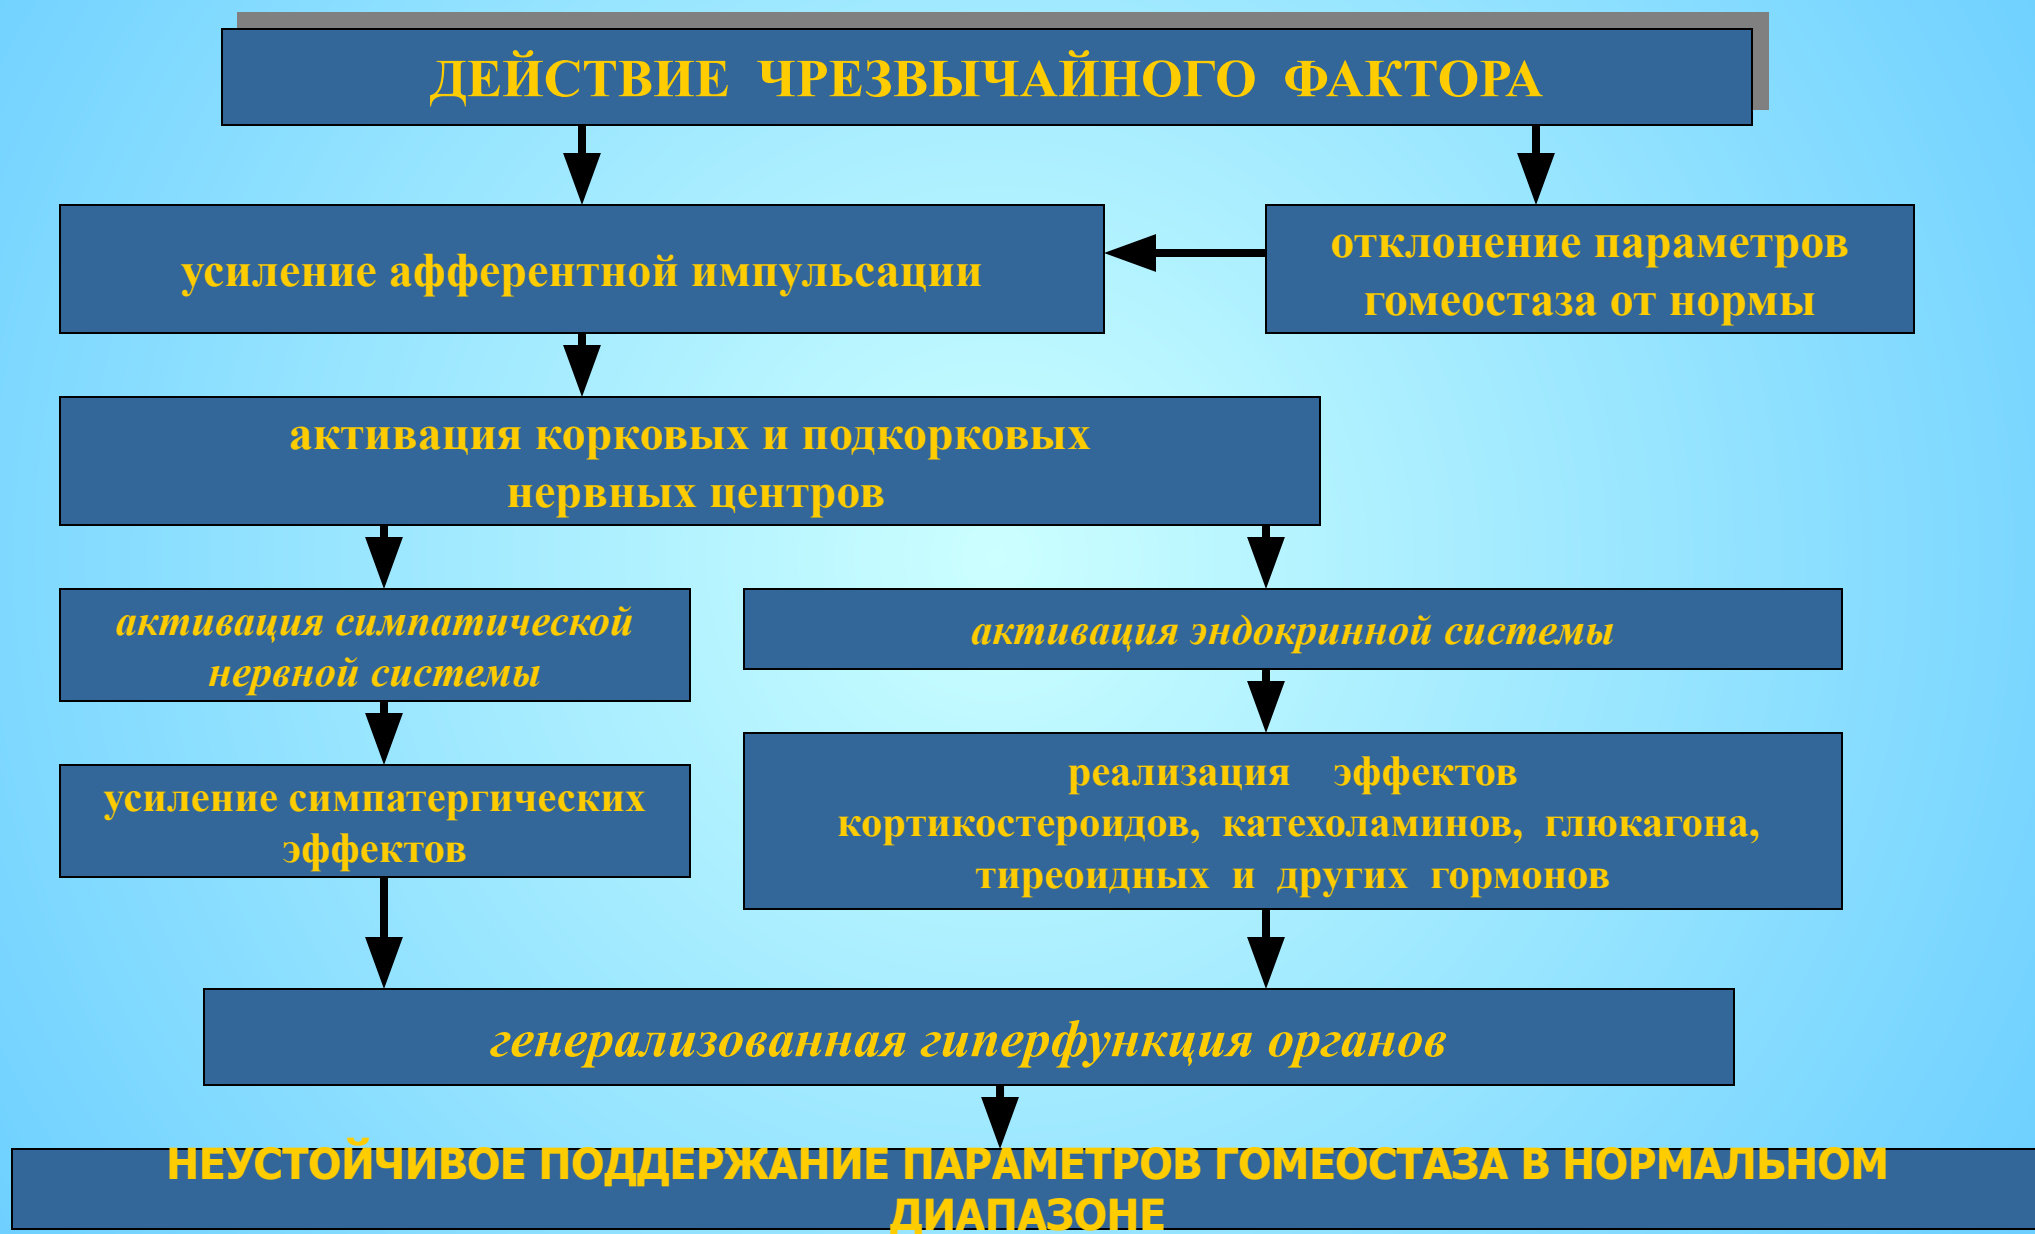 ДЕЙСТВИЕ ЧРЕЗВЫЧАЙНОГО ФАКТОРА
усиление афферентной импульсации
отклонение параметров
гомеостаза от нормы
активация корковых и подкорковых
нервных центров
активация симпатической
нервной системы
активация эндокринной системы
усиление симпатергических
эффектов
реализация эффектов
кортикостероидов, катехоламинов, глюкагона,
тиреоидных и других гормонов
генерализованная гиперфункция органов
НЕУСТОЙЧИВОЕ ПОДДЕРЖАНИЕ ПАРАМЕТРОВ ГОМЕОСТАЗА В НОРМАЛЬНОМ
ДИАПАЗОНЕ